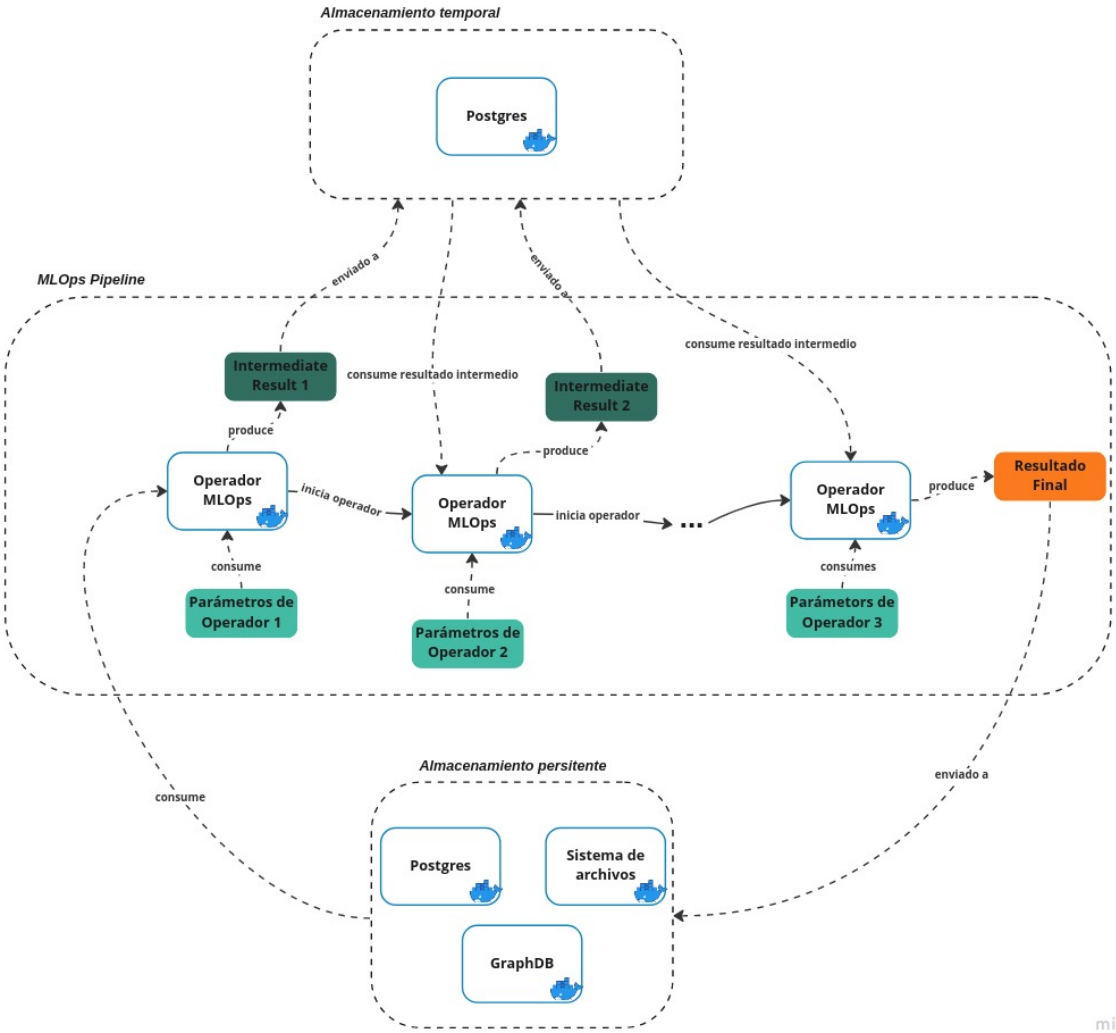 Almacenamiento temporal
Postgres
enviado a
enviado a
MLOps Pipeline
consume resultado intermedio
Intermediate
Result 1
consume resultado intermedio
Intermediate
Result 2
produce
produce
Operador
MLOps
inicia operador
Operador
MLOps
inicia operador
...
Operador
MLOps
produce
Resultado
Final
consume
consume
consumes
Parámetros de
Operador 1
Parámetros de
Operador 2
Parámetors de
Operador 3
Almacenamiento persitente
enviado a
consume
Postgres
Sistema de
archivos
GraphDB
mi